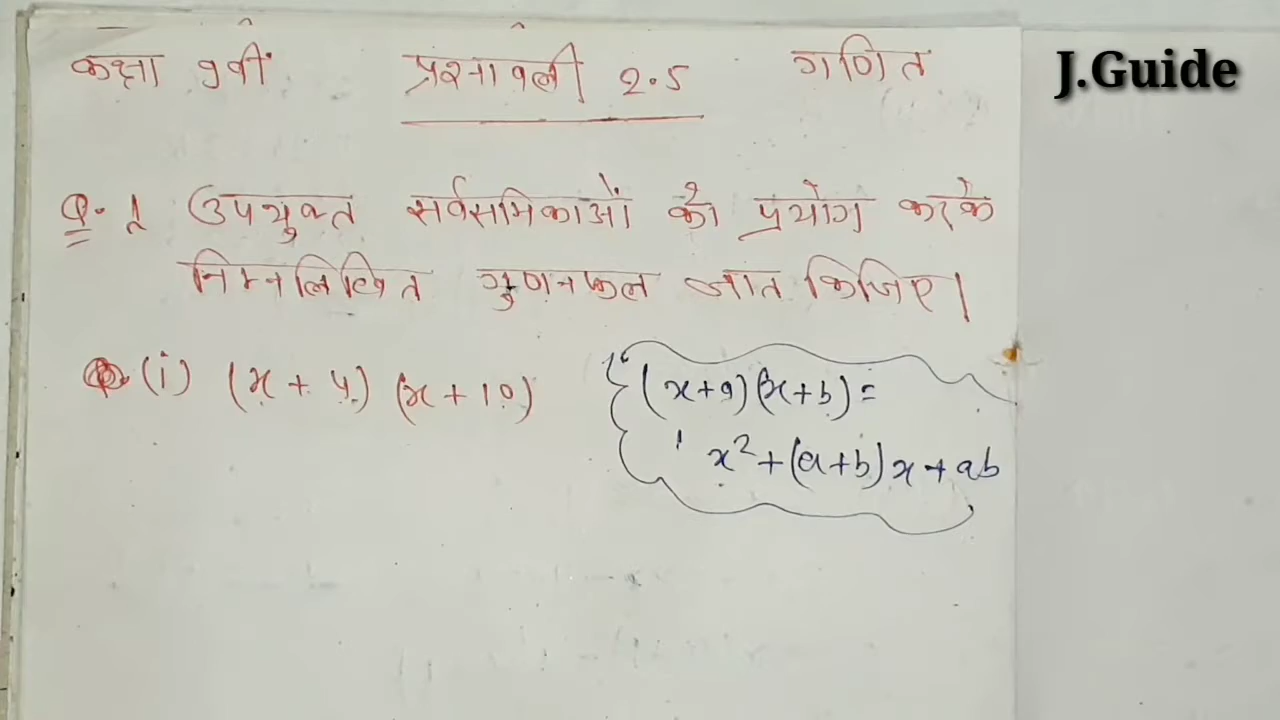 कक्षा 9वीं प्रश्नावली 2.5 गणित
J.Guide
Q.1 उपयुक्त सर्वसमिकाओं का प्रयोग करके
निम्नलिखित गुणनफल ज्ञात किजिए।
(i) (x + 4) (x + 10)
(x+a)(x+b) =
x²+(a+b)x+ab